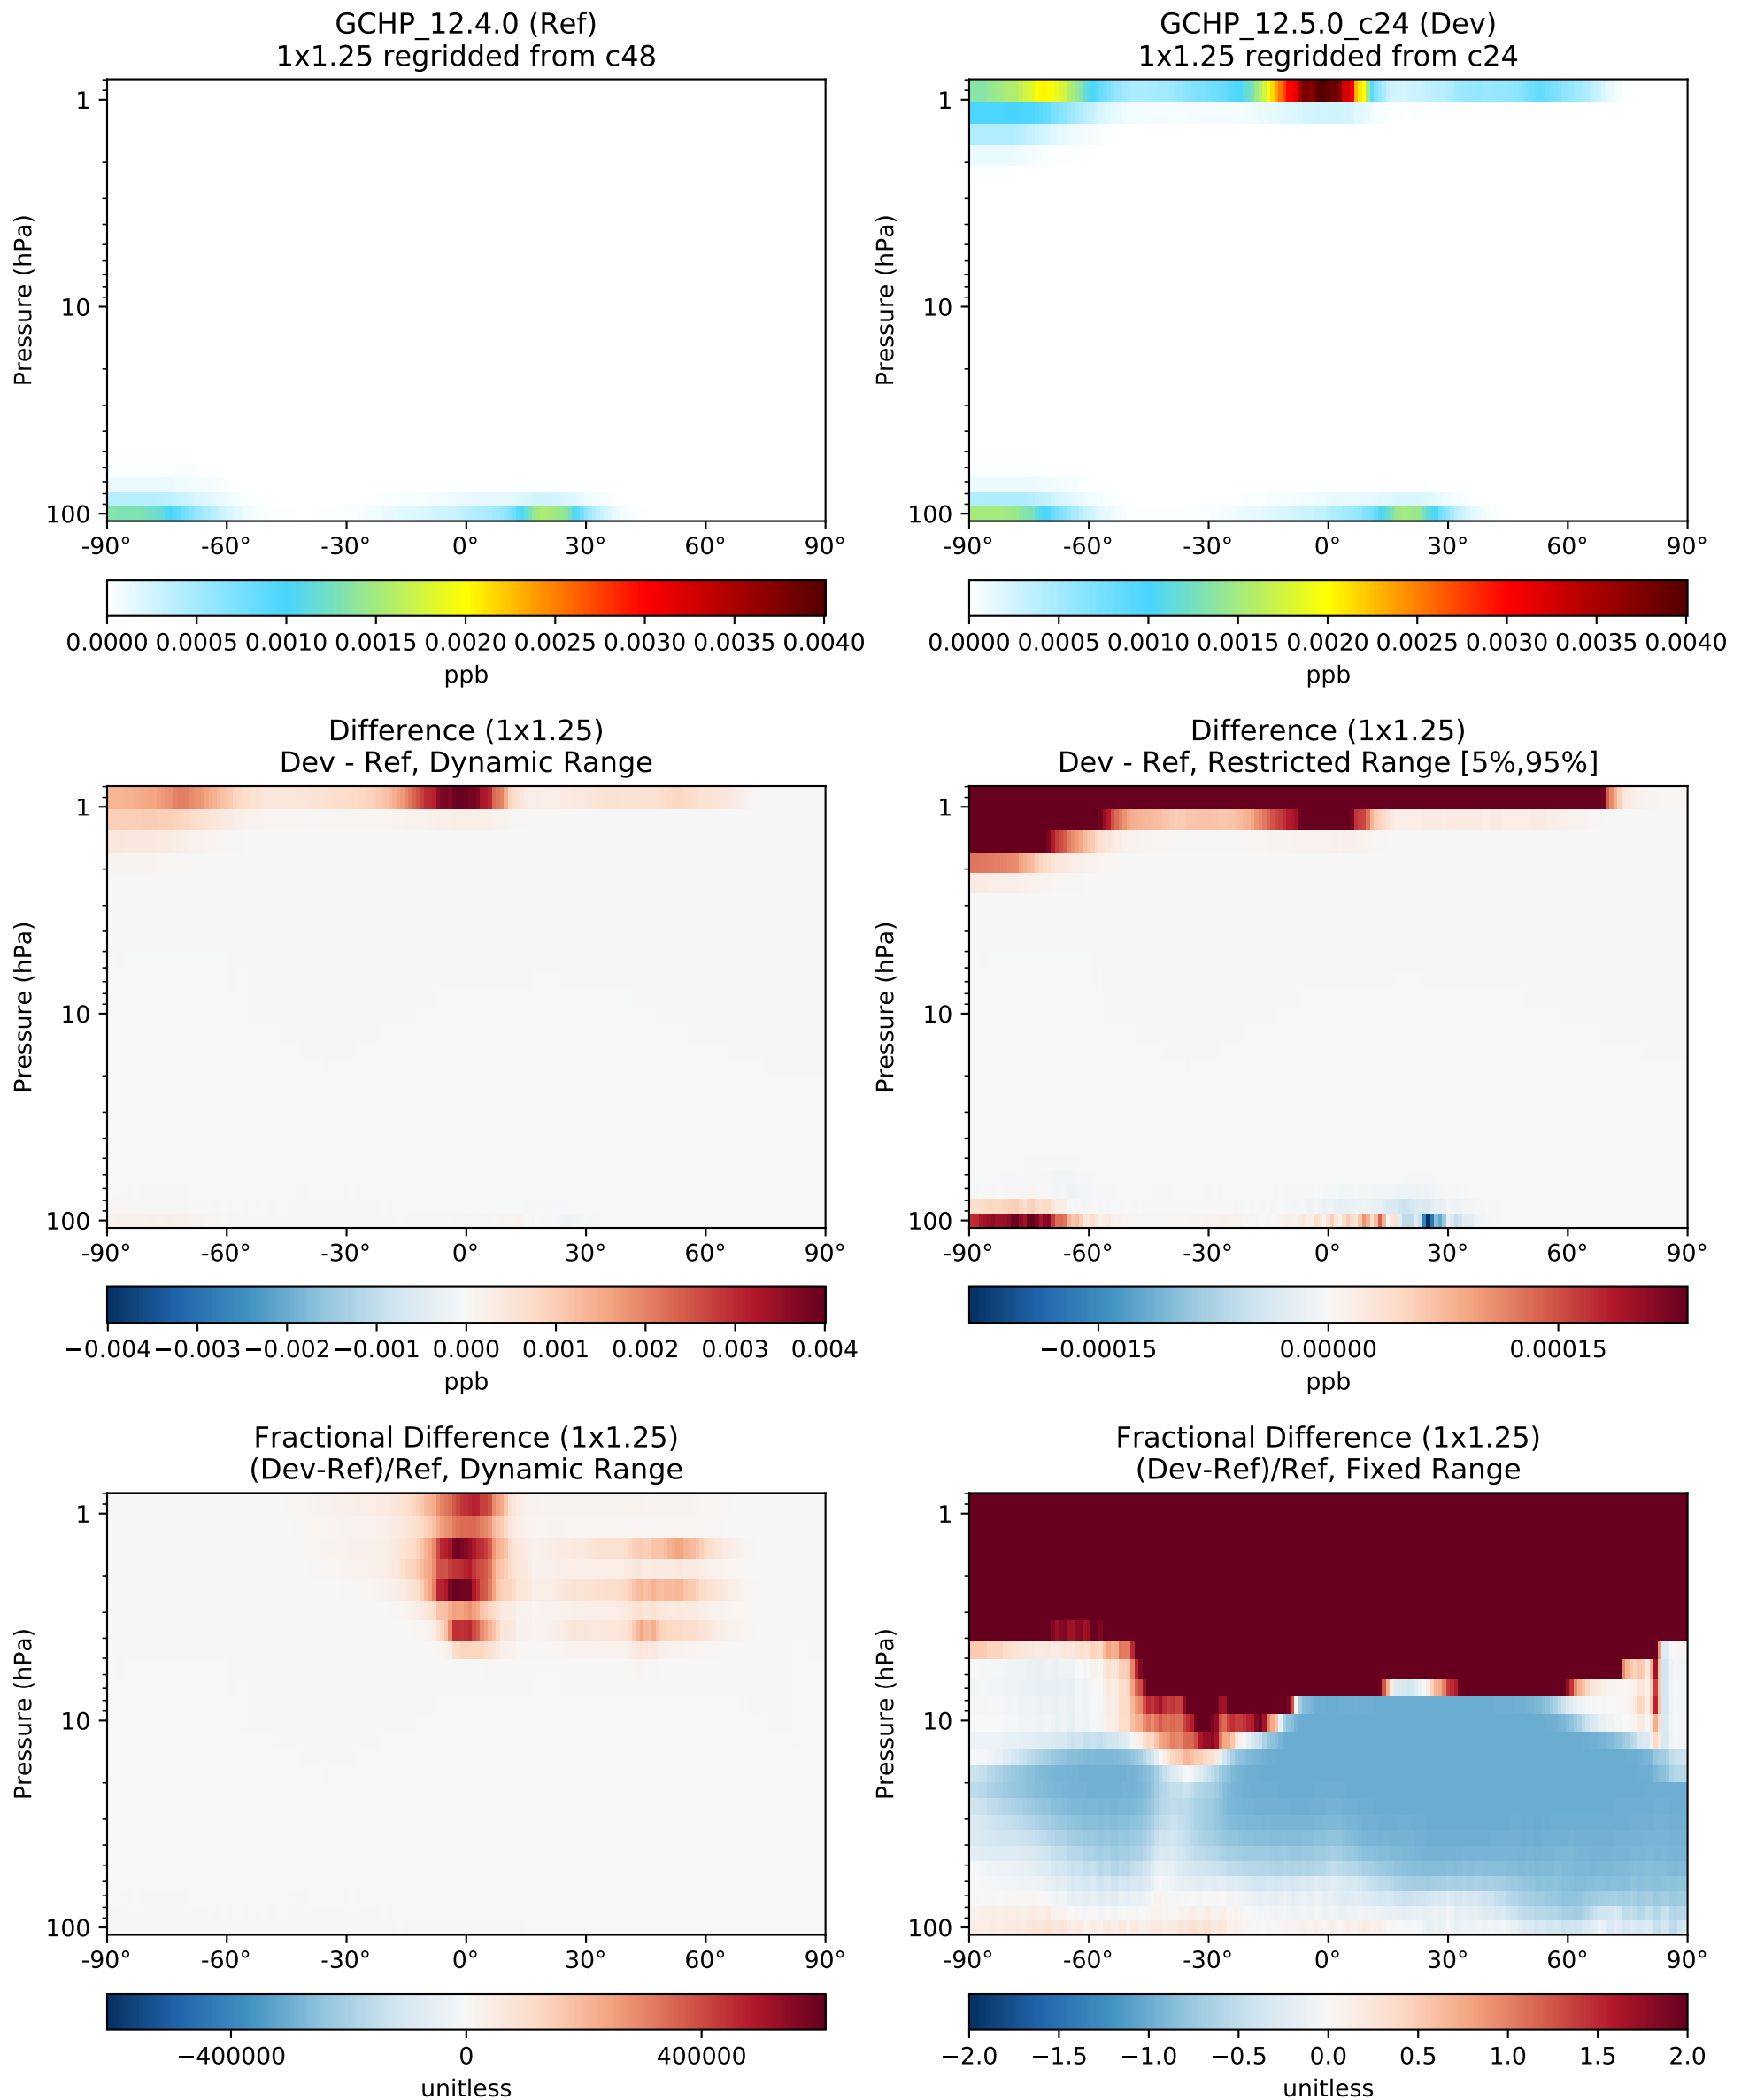 GCHP_12.4.0 (Ref)
1x1.25 regridded from c48
GCHP_12.5.0_c24 (Dev)
1x1.25 regridded from c24
Pressure (hPa)
1
10
100
-90° -60° -30° 0° 30° 60° 90°
0.0000 0.0005 0.0010 0.0015 0.0020 0.0025 0.0030 0.0035 0.0040
ppb
Pressure (hPa)
1
10
100
-90° -60° -30° 0° 30° 60° 90°
0.0000 0.0005 0.0010 0.0015 0.0020 0.0025 0.0030 0.0035 0.0040
ppb
Difference (1x1.25)
Dev - Ref, Dynamic Range
Difference (1x1.25)
Dev - Ref, Restricted Range [5%,95%]
Pressure (hPa)
1
10
100
-90° -60° -30° 0° 30° 60° 90°
−0.004 −0.003 −0.002 −0.001 0.000 0.001 0.002 0.003 0.004
ppb
Pressure (hPa)
1
10
100
-90° -60° -30° 0° 30° 60° 90°
−0.00015 0.00000 0.00015
ppb
Fractional Difference (1x1.25)
(Dev-Ref)/Ref, Dynamic Range
Fractional Difference (1x1.25)
(Dev-Ref)/Ref, Fixed Range
Pressure (hPa)
1
10
100
-90° -60° -30° 0° 30° 60° 90°
−400000 0 400000
unitless
Pressure (hPa)
1
10
100
-90° -60° -30° 0° 30° 60° 90°
−2.0 −1.5 −1.0 −0.5 0.0 0.5 1.0 1.5 2.0
unitless